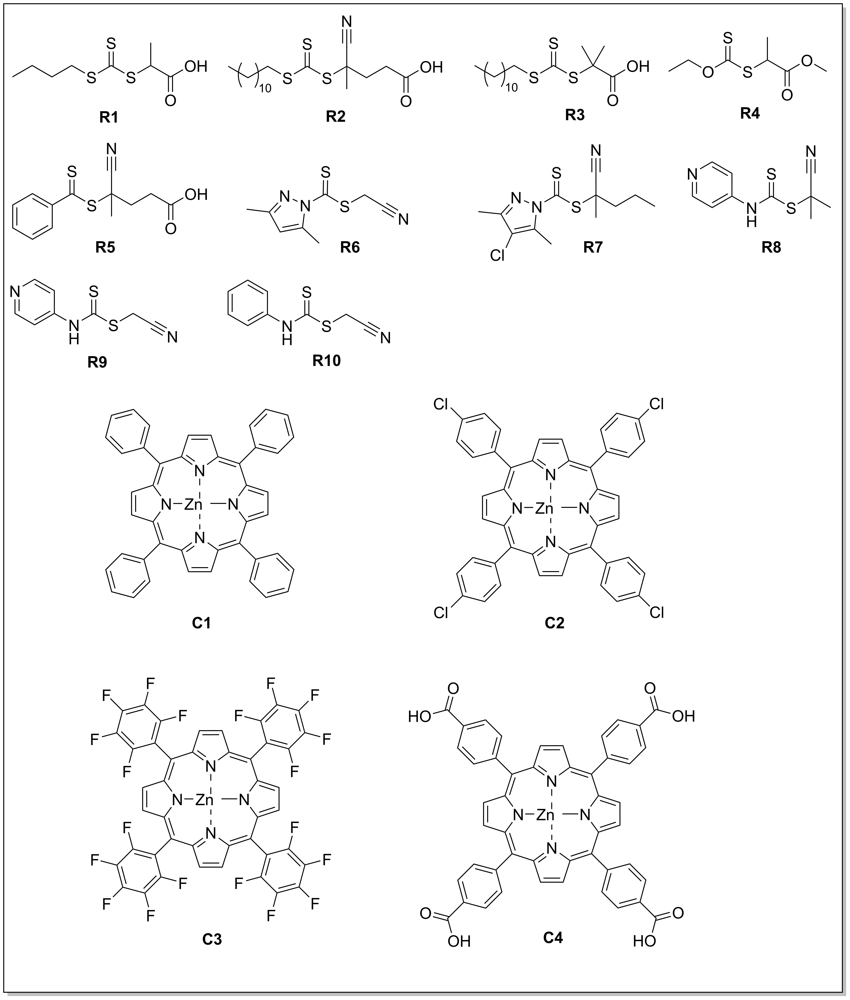 S
S S OH
O
R1
N
S
S S OH
10
O
R2
S
S S OH
10
O
R3
S
O S O
O
R4
N
S
S OH
O
R5
S
N N S N
R6
N
S
N N S
Cl
R7
N
N S
N S
H
R8
N S
N S N
H
R9
S
N S N
H
R10
N
N Zn N
N
C1
Cl Cl
N
N Zn N
N
Cl Cl
C2
F F
F F
F F
F F
F F
N
N Zn N
N
F F
F F
F F
F F
F F
C3
O O
HO OH
N
N Zn N
N
O O
OH HO
C4